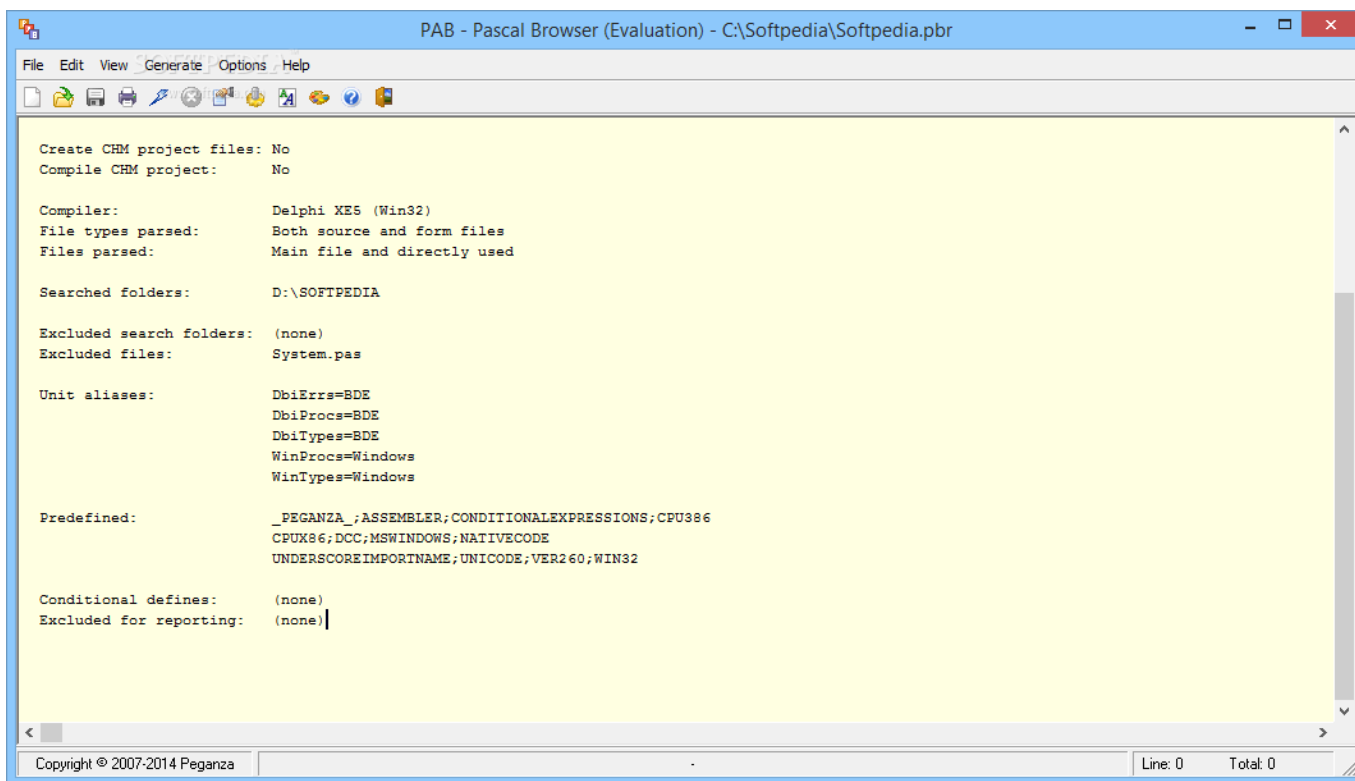 PAB - Pascal Browser (Evaluation) - C:\Softpedia\Softpedia.pbr
File Edit View Generate Options Help
SOFTPEDIA
Create CHM project files: No
Compile CHM project: No
Compiler: Delphi XE5 (Win32)
File types parsed: Both source and form files
Files parsed: Main file and directly used
Searched folders: D:\SOFTPEDIA
Excluded search folders: (none)
Excluded files: System.pas
Unit aliases: DbiErrs=BDE
DbiProcs=BDE
DbiTypes=BDE
WinProcs=Windows
WinTypes=Windows
Predefined: _PEGANZA_;ASSEMBLER;CONDITIONALEXPRESSIONS;CPU386
CPUX86;DCC;MSWINDOWS;NATIVECODE
UNDERSCOREIMPORTNAME;UNICODE;VER260;WIN32
Conditional defines: (none)
Excluded for reporting: (none)
Copyright © 2007-2014 Peganza - Line: 0 Total: 0